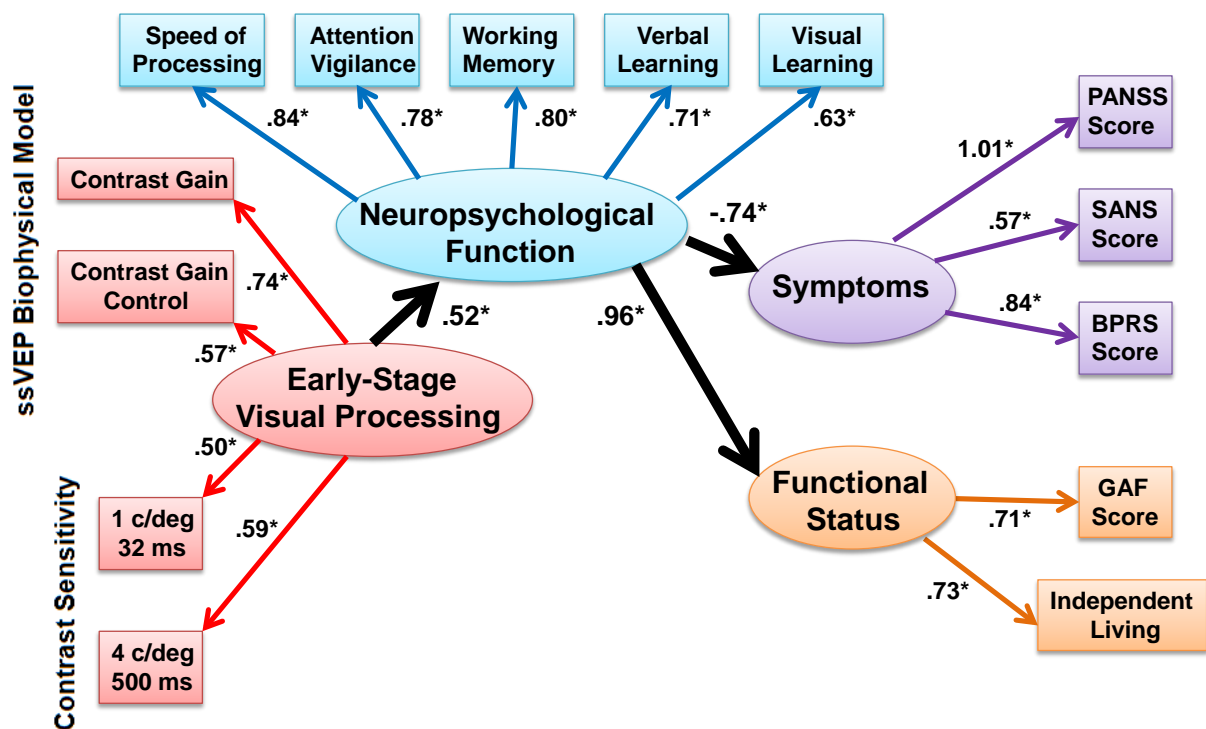 Speed of
Processing
Attention
Vigilance
Working
Memory
Verbal
Learning
Visual
Learning
.84*
.78*
.80*
.71*
.63*
ssVEP Biophysical Model
Contrast Gain
Contrast Gain
Control
.74*
.57*
Neuropsychological
Function
-.74*
.52*
.96*
Early-Stage
Visual Processing
Symptoms
1.01*
.57*
.84*
PANSS
Score
SANS
Score
BPRS
Score
Contrast Sensitivity
.50*
.59*
1 c/deg
32 ms
4 c/deg
500 ms
Functional
Status
.71*
.73*
GAF
Score
Independent
Living